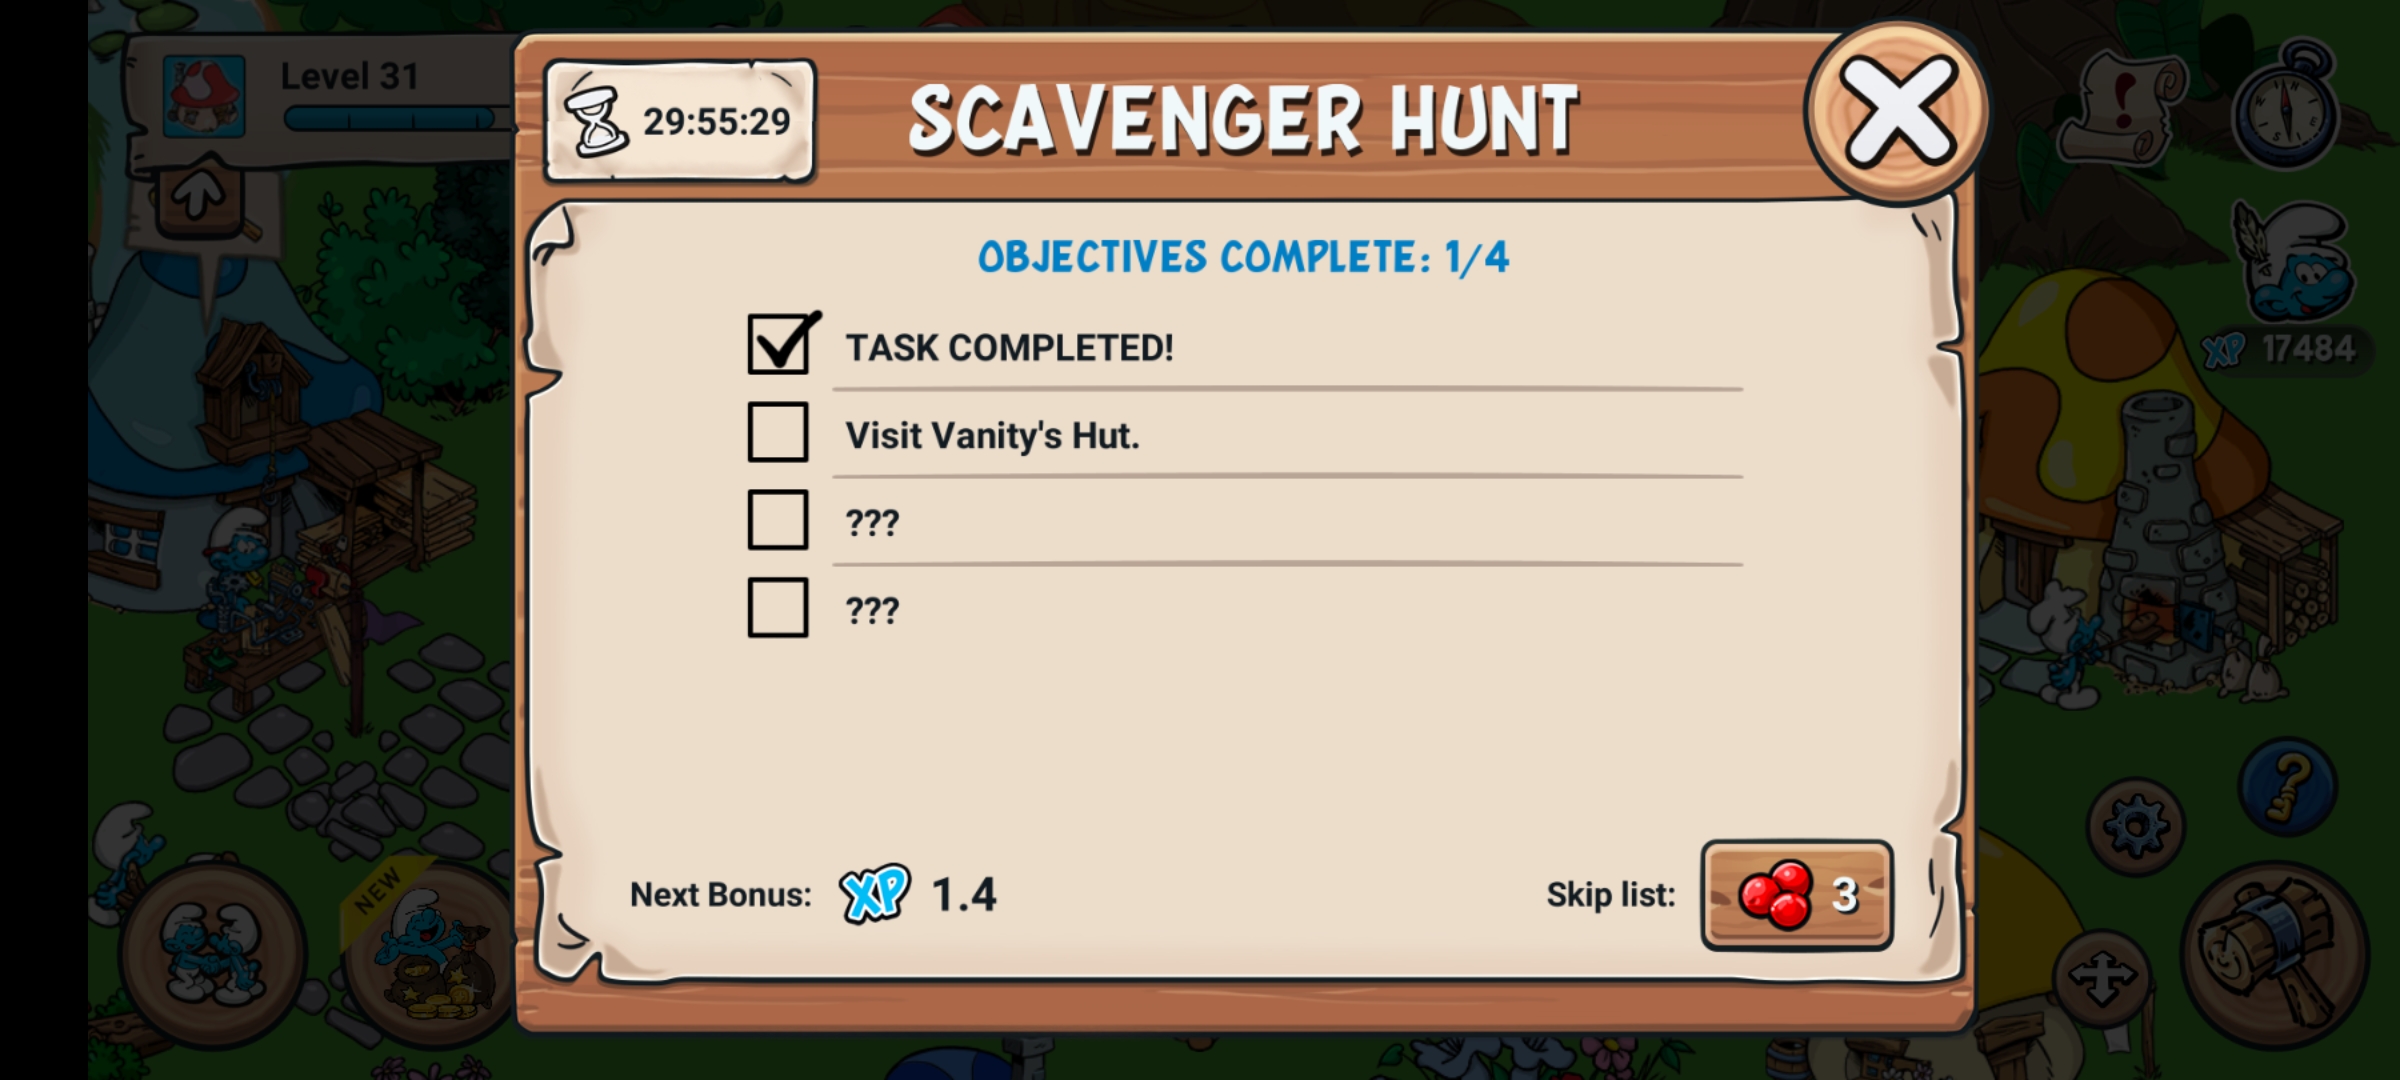 Level 31
29:55:29
SCAVENGER HUNT
OBJECTIVES COMPLETE: 1/4
TASK COMPLETED!
Visit Vanity's Hut.
???
???
XP 17484
NEW
Next Bonus: XP 1.4
Skip list: 3